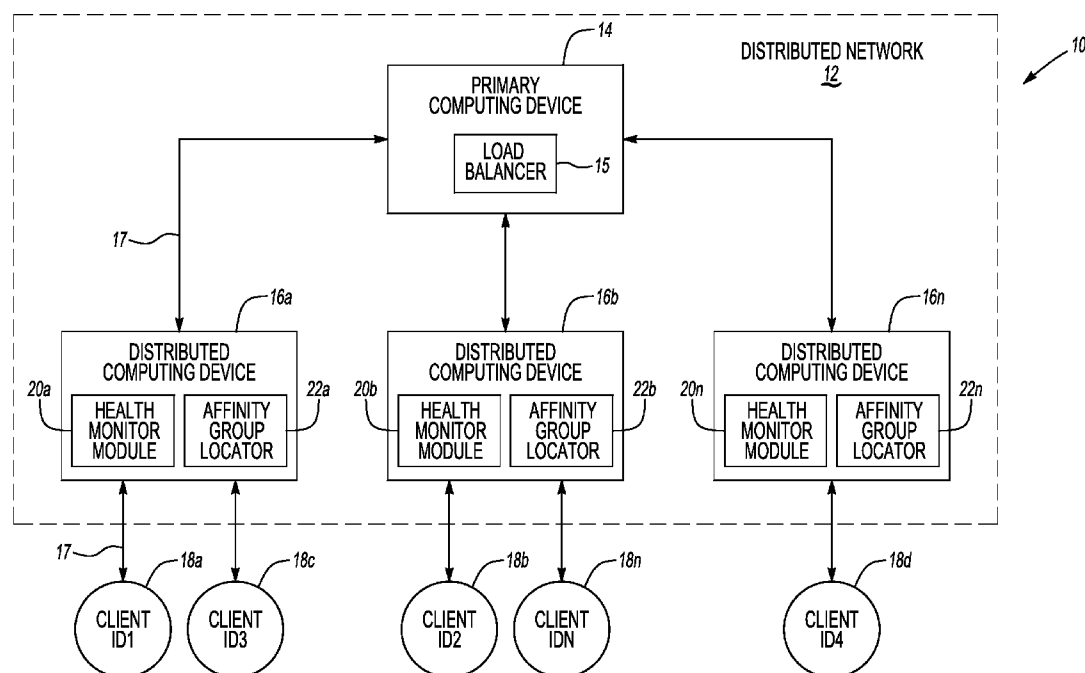 14
DISTRIBUTED NETWORK
12
10
PRIMARY
COMPUTING DEVICE
LOAD
BALANCER
15
17
16a
16b
16n
DISTRIBUTED
COMPUTING DEVICE
20a
HEALTH
MONITOR
MODULE
AFFINITY
GROUP
LOCATOR
22a
DISTRIBUTED
COMPUTING DEVICE
20b
HEALTH
MONITOR
MODULE
AFFINITY
GROUP
LOCATOR
22b
DISTRIBUTED
COMPUTING DEVICE
20n
HEALTH
MONITOR
MODULE
AFFINITY
GROUP
LOCATOR
22n
17
18a
18c
18b
18n
18d
CLIENT
ID1
CLIENT
ID3
CLIENT
ID2
CLIENT
IDN
CLIENT
ID4